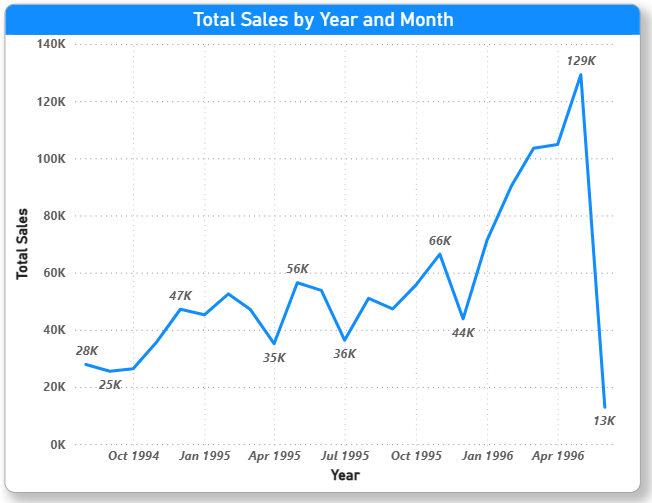 Total Sales by Year and Month
140K
129K
120K
100K
80K
Total Sales
66K
60K
56K
47K
44K
40K
28K
25K
35K
36K
20K
13K
0K
Oct 1994 Jan 1995 Apr 1995 Jul 1995 Oct 1995 Jan 1996 Apr 1996
Year